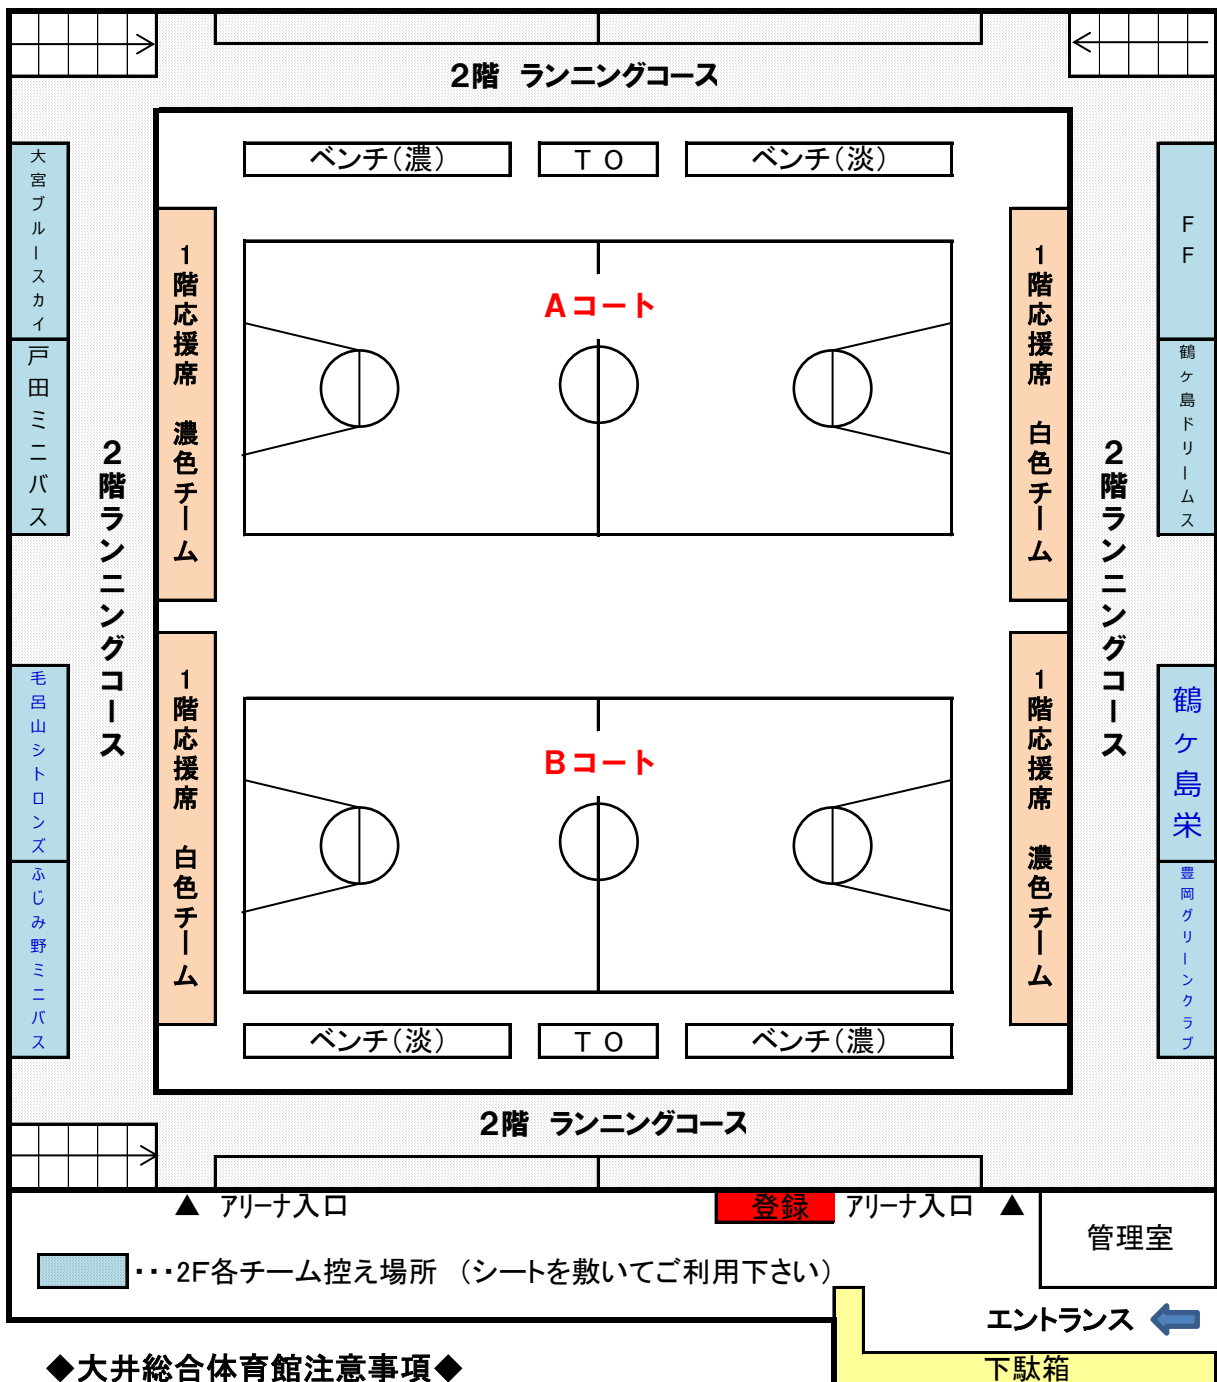 2階 ランニングコース
ベンチ(濃)
TO
ベンチ(淡)
大宮ブルースカイ
戸田ミニバス
2階ランニングコース
1階応援席 濃色チーム
Aコート
1階応援席 白色チーム
2階ランニングコース
FF
鶴ヶ島ドリームス
毛呂山シトロンズ
ふじみ野ミニバス
1階応援席 白色チーム
Bコート
1階応援席 濃色チーム
鶴ヶ島栄
豊岡グリーンクラブ
ベンチ(淡)
TO
ベンチ(濃)
2階 ランニングコース
▲ アリーナ入口
登録 アリーナ入口 ▲
管理室
・・・2F各チーム控え場所 (シートを敷いてご利用下さい)
エントランス
下駄箱
◆大井総合体育館注意事項◆